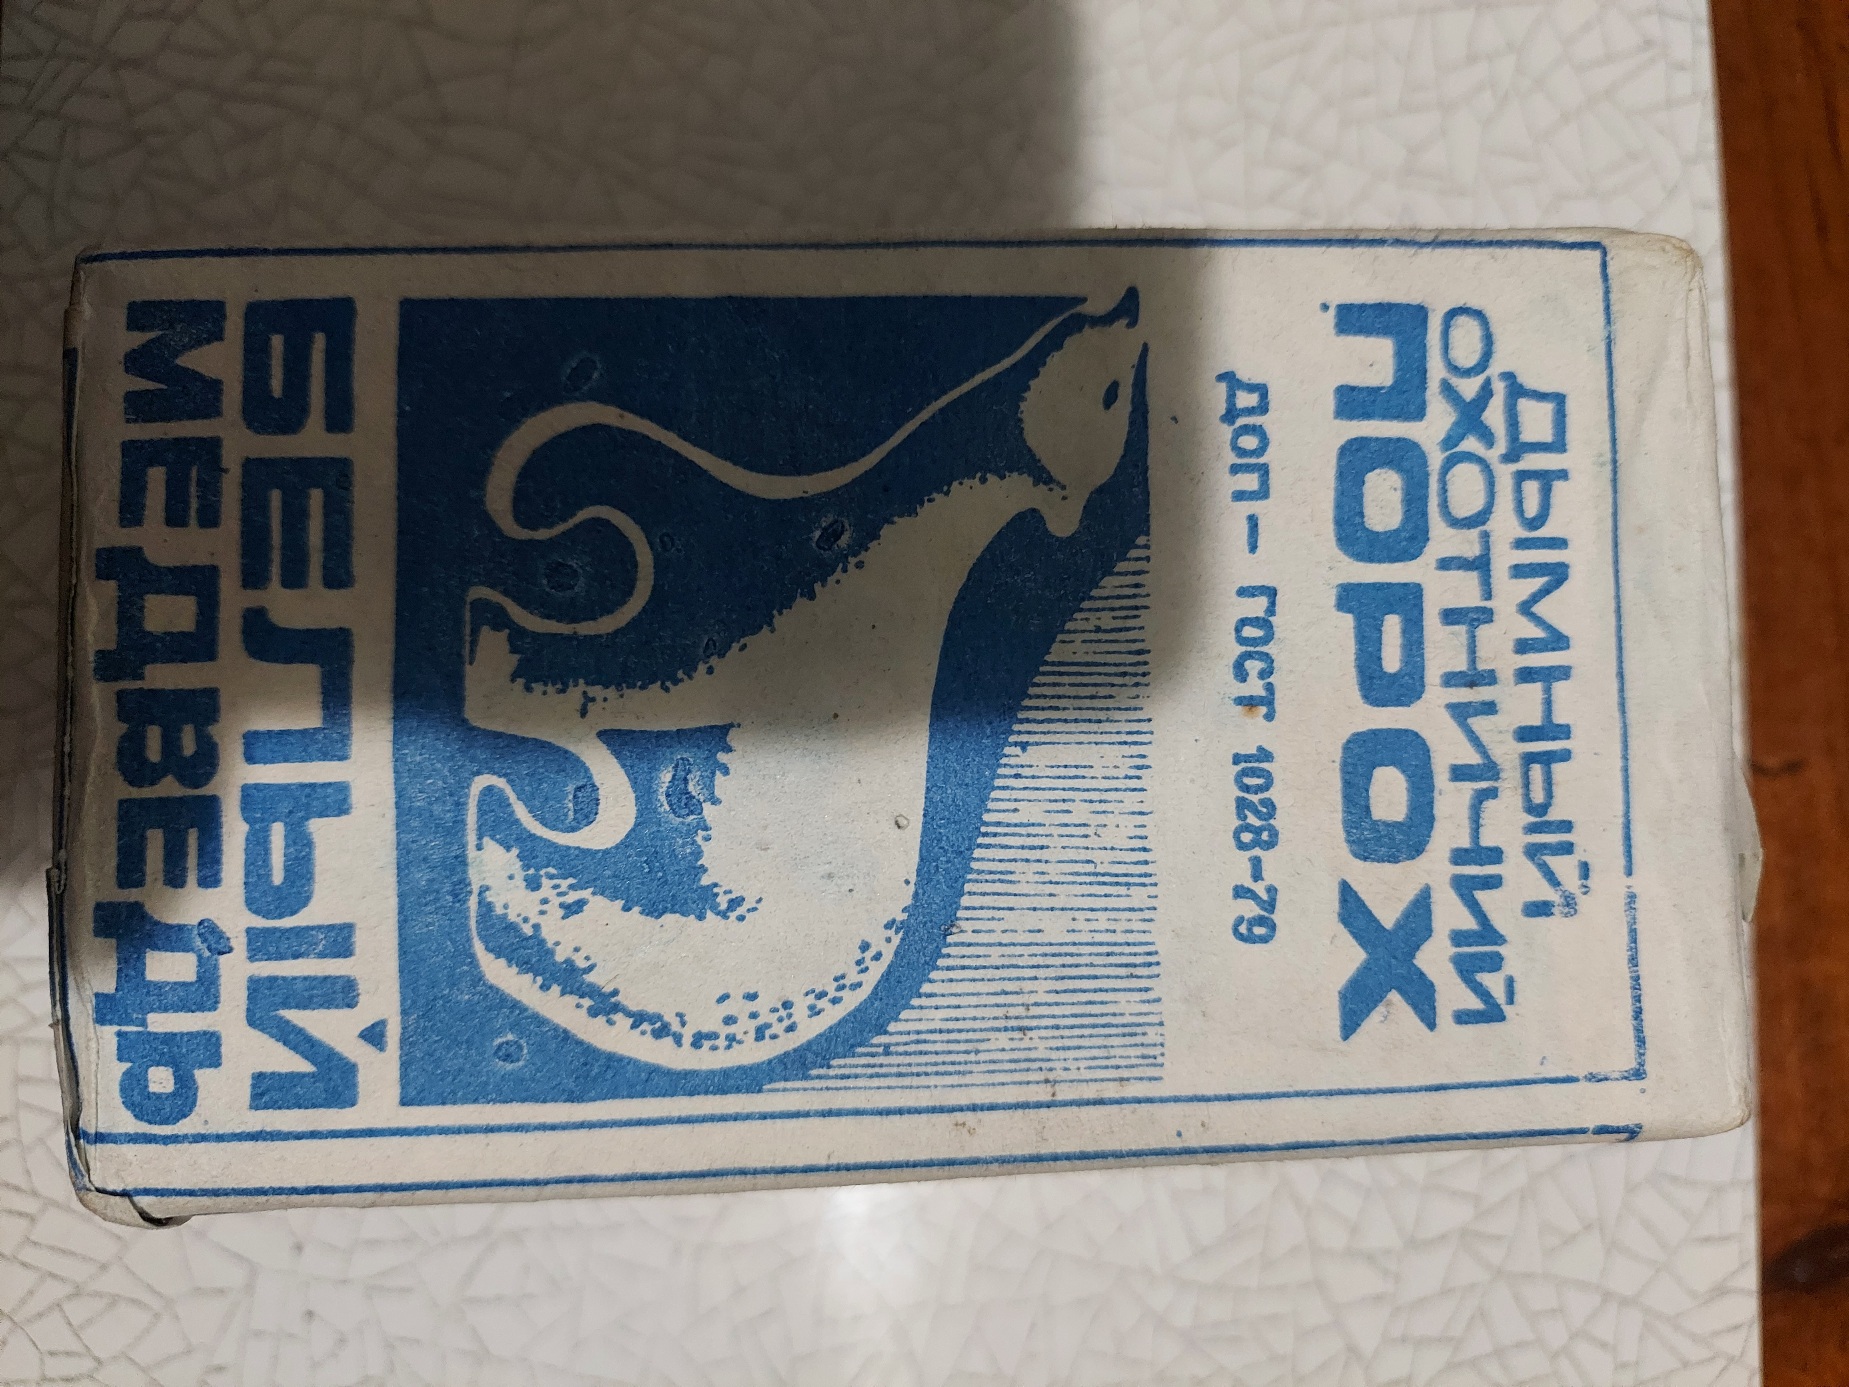 ДЫМНЫЙ
ОХОТНИЧИЙ
ПОРОХ
ДОП- ГОСТ 1028-79
БЕЛЫЙ
МЕДВЕДЬ